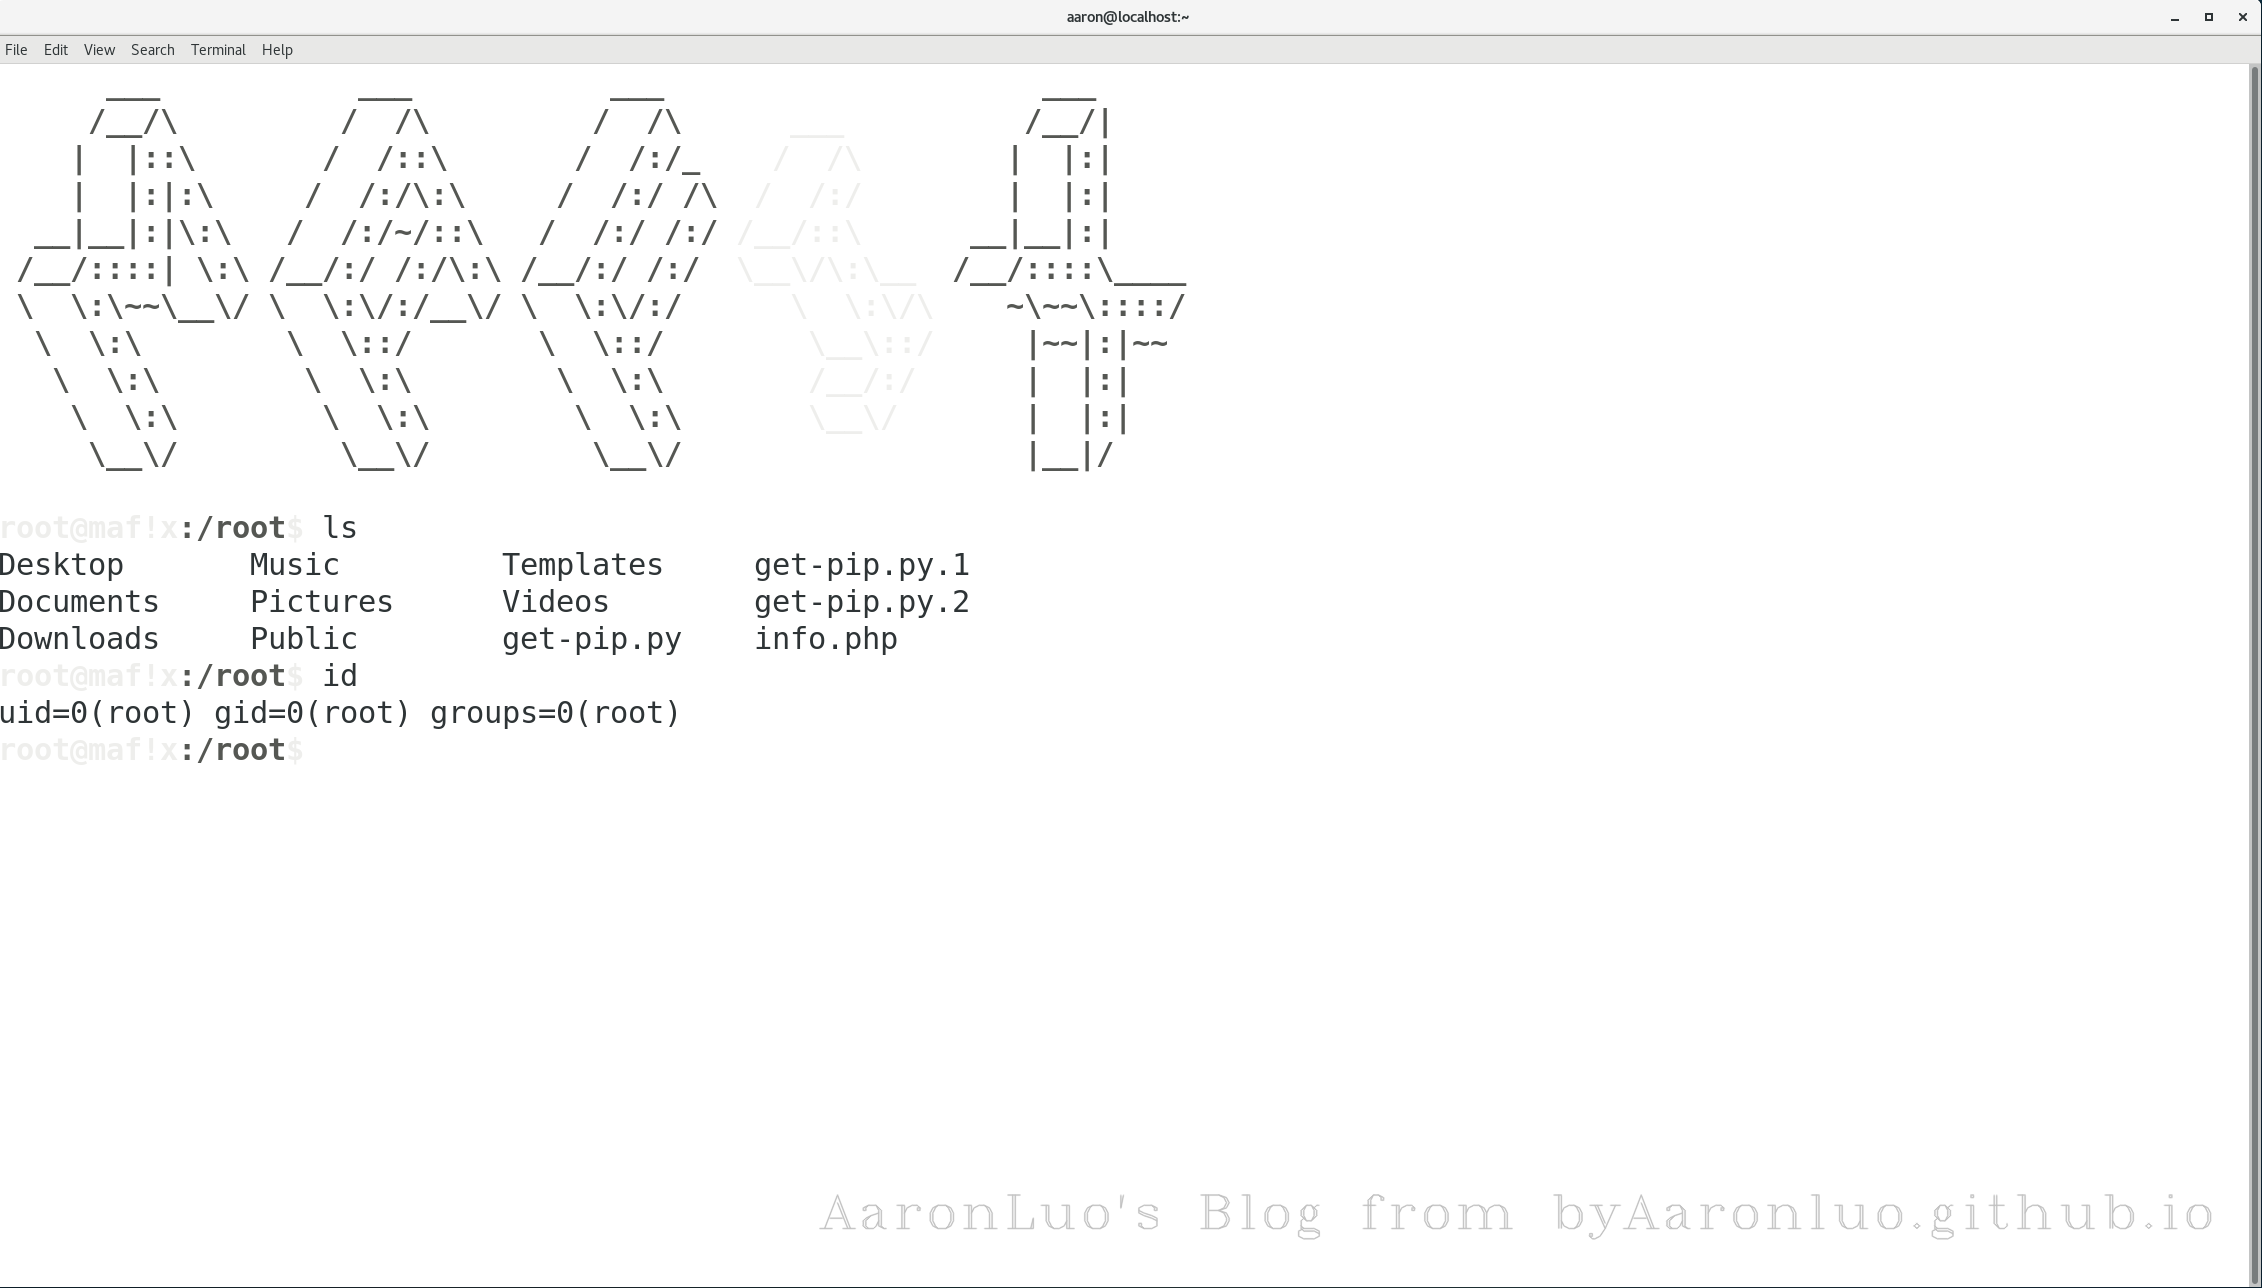 aaron@localhost:~
File Edit View Search Terminal Help
root@maf!x:/root$ ls
Desktop Music Templates get-pip.py.1
Documents Pictures Videos get-pip.py.2
Downloads Public get-pip.py info.php
root@maf!x:/root$ id
uid=0(root) gid=0(root) groups=0(root)
root@maf!x:/root$
AaronLuo's Blog from byAaronluo.github.io